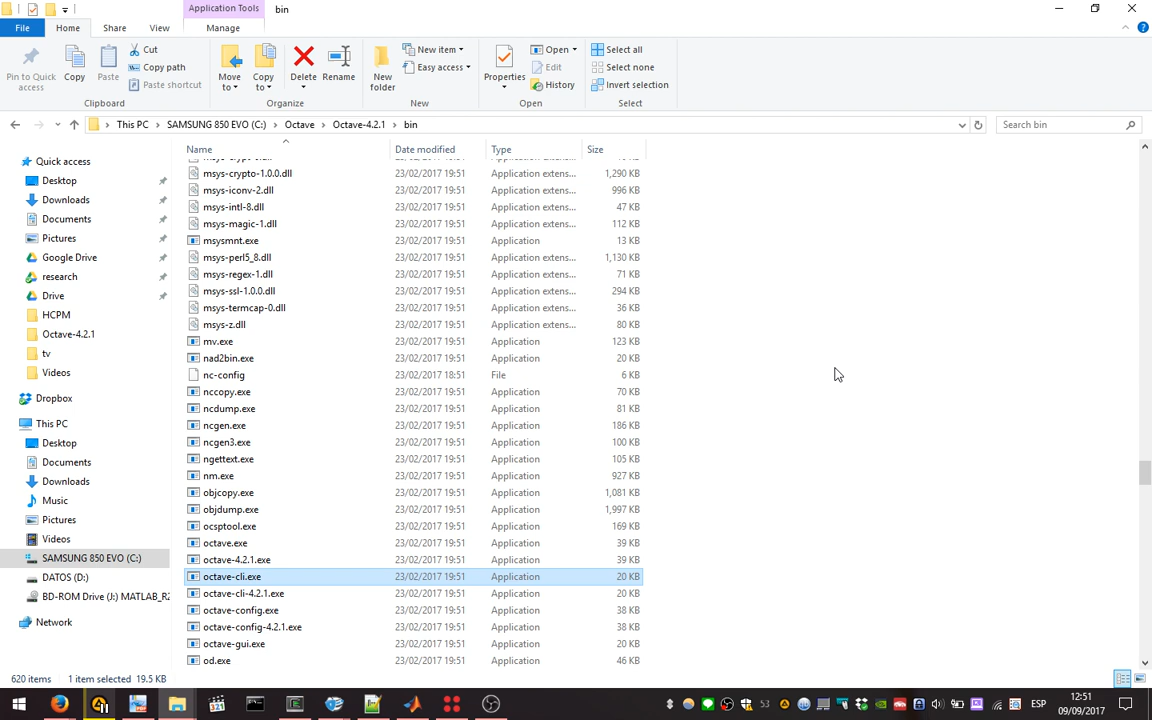 Application Tools
bin
File
Home
Share
View
Manage
Pin to Quick access
Copy
Paste
Cut
Copy path
Paste shortcut
Clipboard
Move to
Copy to
Delete
Rename
Organize
New folder
New item
Easy access
New
Properties
Open
Edit
History
Open
Select all
Select none
Invert selection
Select
This PC
SAMSUNG 850 EVO (C:)
Octave
Octave-4.2.1
bin
Search bin
Name Date modified Type Size
msys-crypto-1.0.0.dll 23/02/2017 19:51 Application extens... 1,290 KB
msys-iconv-2.dll 23/02/2017 19:51 Application extens... 996 KB
msys-intl-8.dll 23/02/2017 19:51 Application extens... 47 KB
msys-magic-1.dll 23/02/2017 19:51 Application extens... 112 KB
msysmnt.exe 23/02/2017 19:51 Application 13 KB
msys-perl5_8.dll 23/02/2017 19:51 Application extens... 1,130 KB
msys-regex-1.dll 23/02/2017 19:51 Application extens... 71 KB
msys-ssl-1.0.0.dll 23/02/2017 19:51 Application extens... 294 KB
msys-termcap-0.dll 23/02/2017 19:51 Application extens... 36 KB
msys-z.dll 23/02/2017 19:51 Application extens... 80 KB
mv.exe 23/02/2017 19:51 Application 123 KB
nad2bin.exe 23/02/2017 19:51 Application 20 KB
nc-config 23/02/2017 18:51 File 6 KB
nccopy.exe 23/02/2017 19:51 Application 70 KB
ncdump.exe 23/02/2017 19:51 Application 81 KB
ncgen.exe 23/02/2017 19:51 Application 186 KB
ncgen3.exe 23/02/2017 19:51 Application 100 KB
ngettext.exe 23/02/2017 19:51 Application 105 KB
nm.exe 23/02/2017 19:51 Application 927 KB
objcopy.exe 23/02/2017 19:51 Application 1,081 KB
objdump.exe 23/02/2017 19:51 Application 1,997 KB
ocsptool.exe 23/02/2017 19:51 Application 169 KB
octave.exe 23/02/2017 19:51 Application 39 KB
octave-4.2.1.exe 23/02/2017 19:51 Application 39 KB
octave-cli.exe 23/02/2017 19:51 Application 20 KB
octave-cli-4.2.1.exe 23/02/2017 19:51 Application 20 KB
octave-config.exe 23/02/2017 19:51 Application 38 KB
octave-config-4.2.1.exe 23/02/2017 19:51 Application 38 KB
octave-gui.exe 23/02/2017 19:51 Application 20 KB
od.exe 23/02/2017 19:51 Application 46 KB
Quick access
Desktop
Downloads
Documents
Pictures
Google Drive
research
Drive
HCPM
Octave-4.2.1
tv
Videos
Dropbox
This PC
Desktop
Documents
Downloads
Music
Pictures
Videos
SAMSUNG 850 EVO (C:)
DATOS (D:)
BD-ROM Drive (J:) MATLAB_R2
Network
620 items 1 item selected 19.5 KB
53
ESP
12:51
09/09/2017